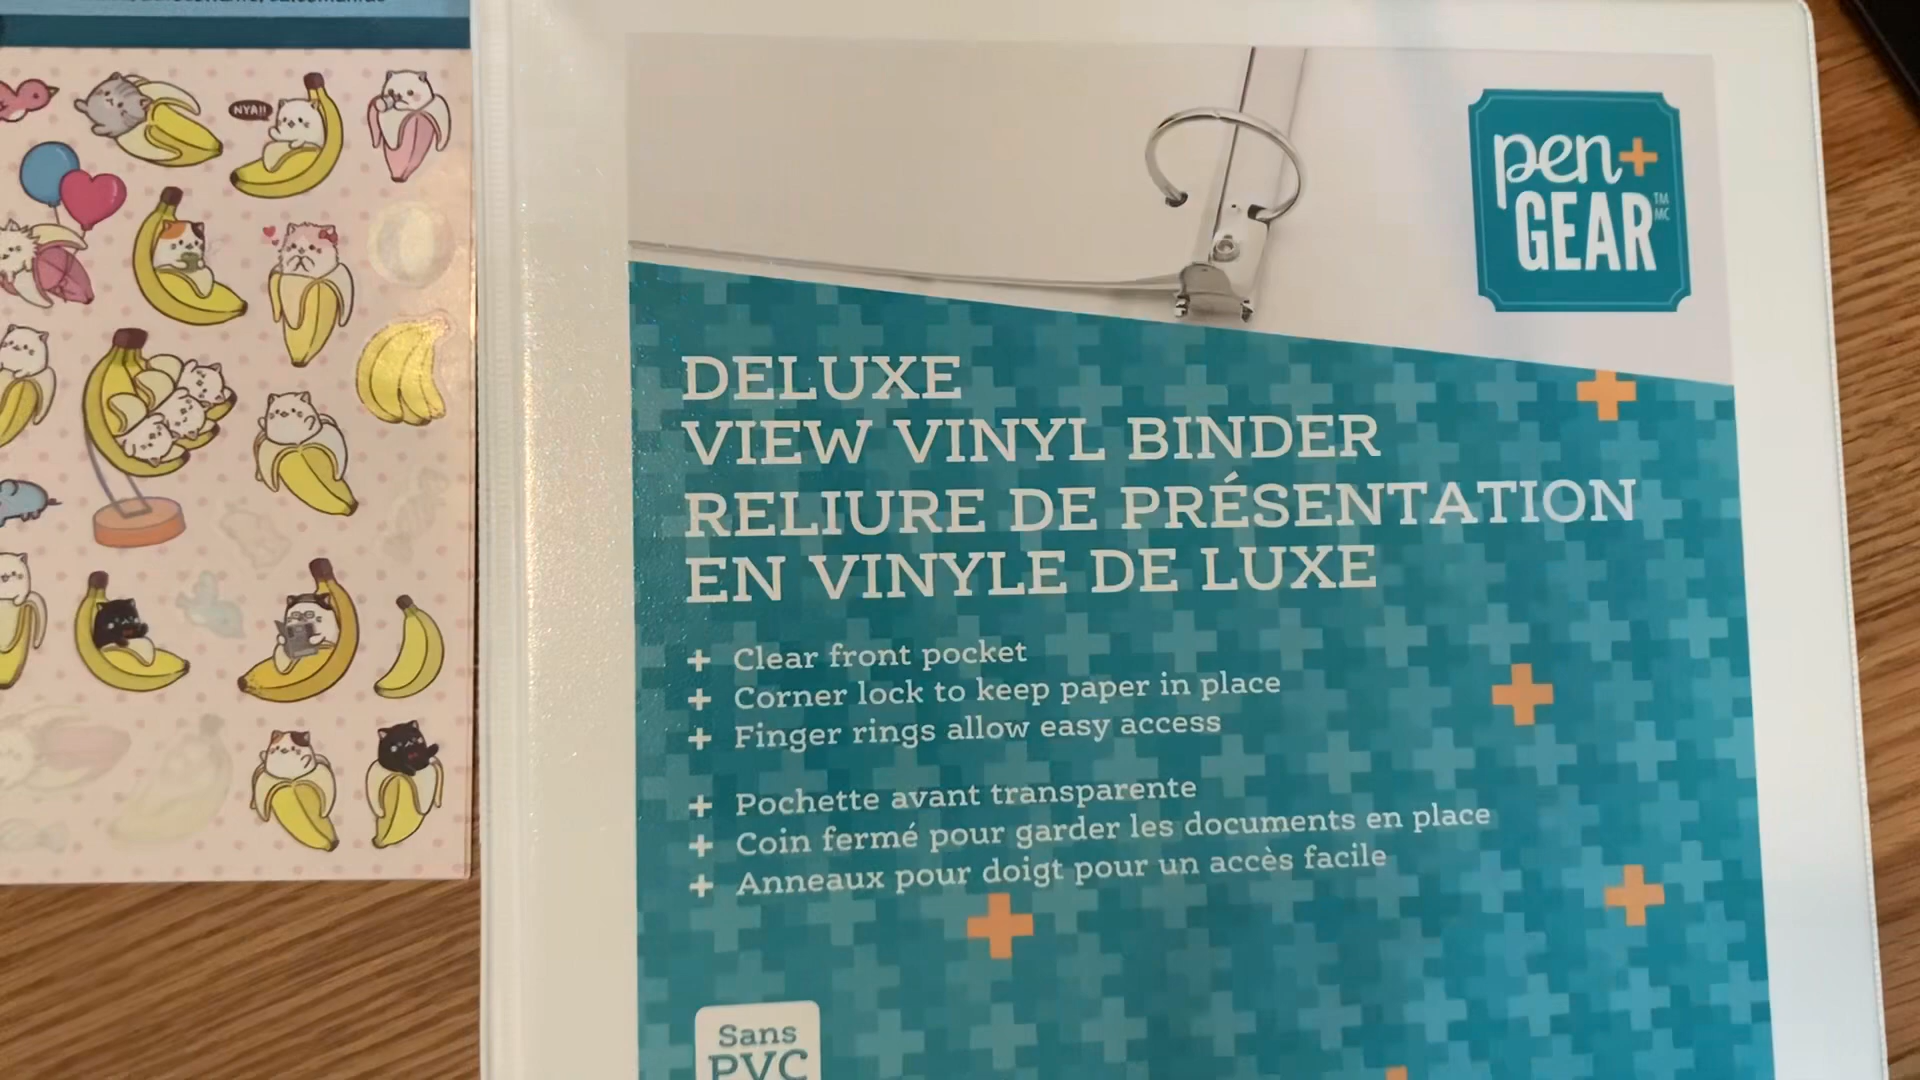 NYA!!
pen+
GEAR
TM
MC
DELUXE
VIEW VINYL BINDER
RELIURE DE PRÉSENTATION
EN VINYLE DE LUXE
+ Clear front pocket
+ Corner lock to keep paper in place
+ Finger rings allow easy access
+ Pochette avant transparente
+ Coin fermé pour garder les documents en place
+ Anneaux pour doigt pour un accès facile
Sans
PVC